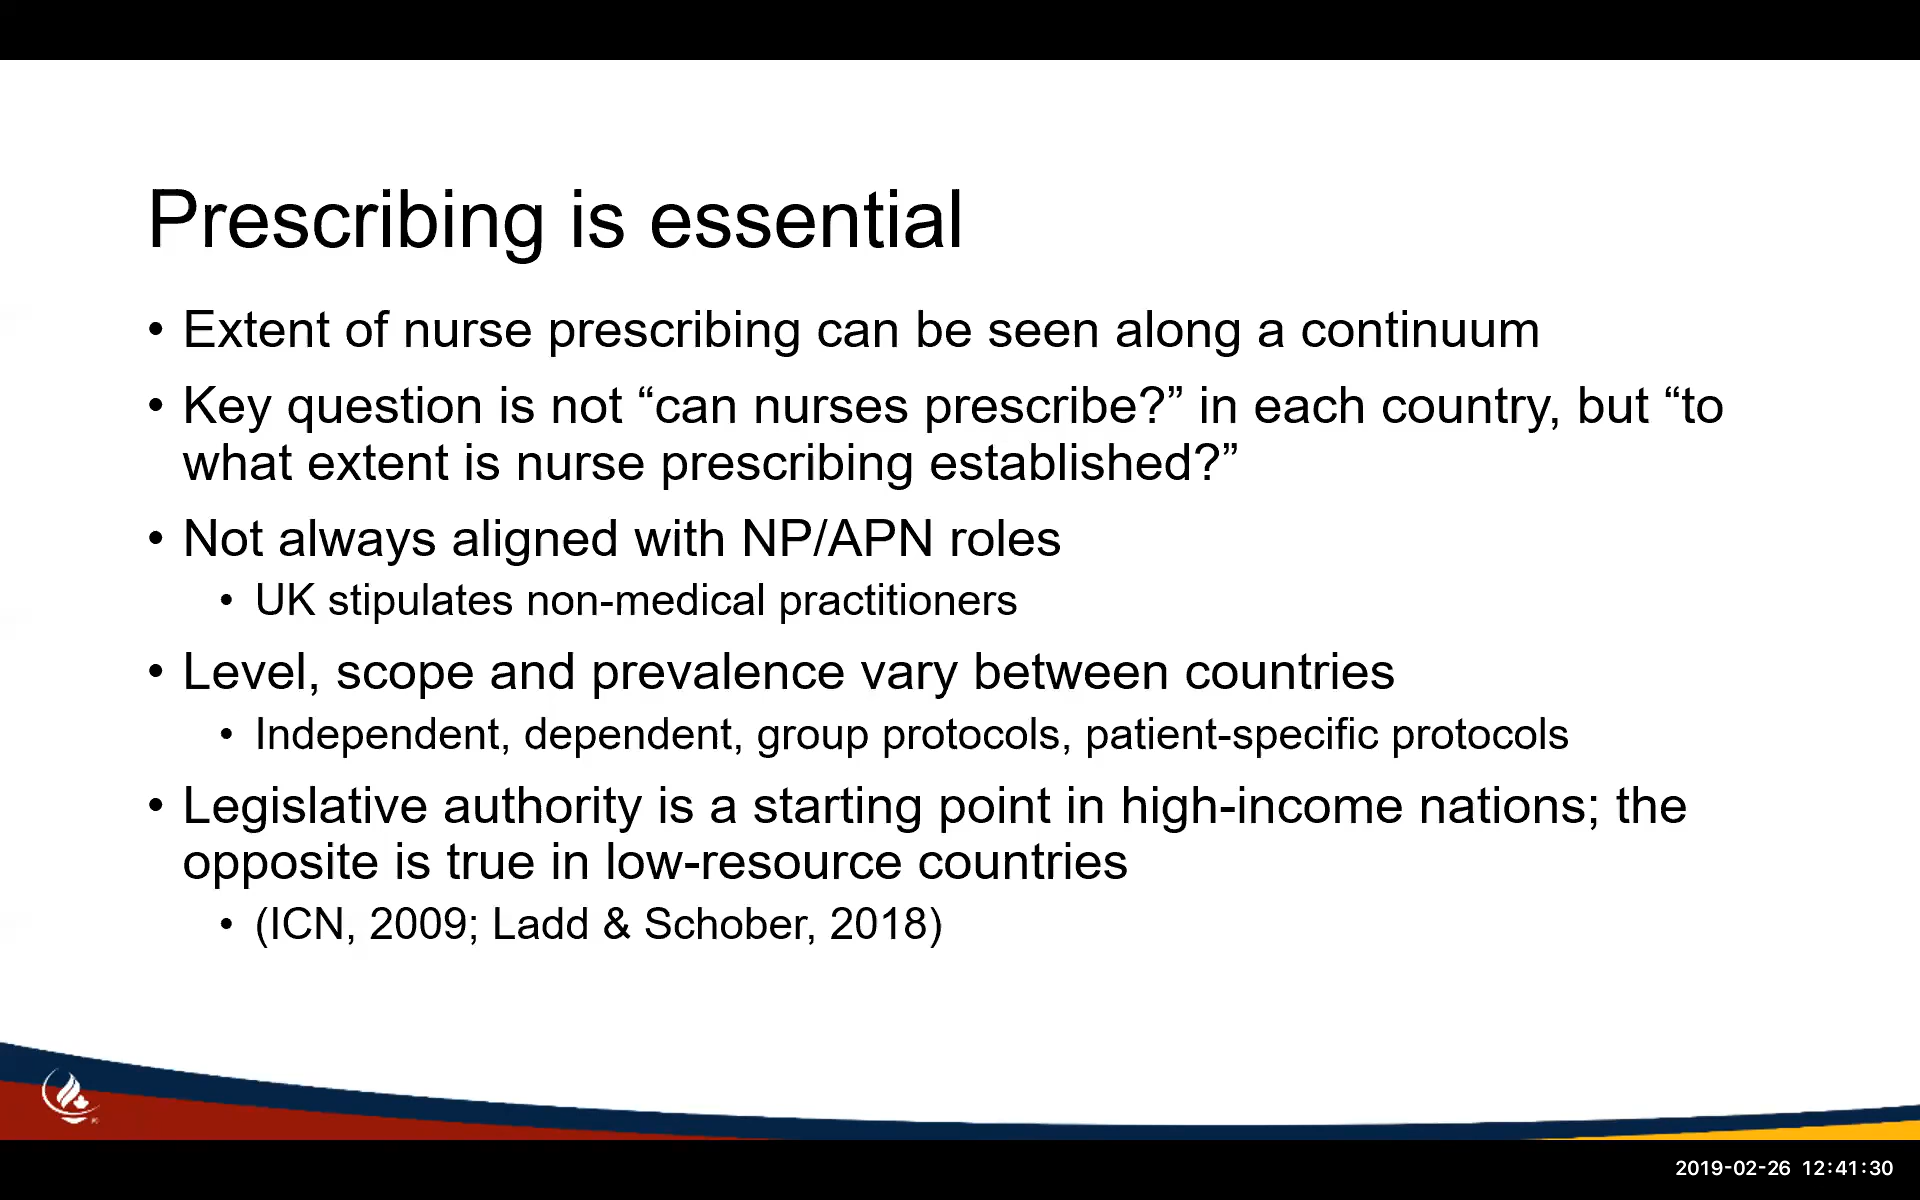 Prescribing is essential
• Extent of nurse prescribing can be seen along a continuum
• Key question is not “can nurses prescribe?” in each country, but “to
what extent is nurse prescribing established?”
• Not always aligned with NP/APN roles
• UK stipulates non-medical practitioners
• Level, scope and prevalence vary between countries
• Independent, dependent, group protocols, patient-specific protocols
• Legislative authority is a starting point in high-income nations; the
opposite is true in low-resource countries
• (ICN, 2009; Ladd & Schober, 2018)
2019-02-26 12:41:30